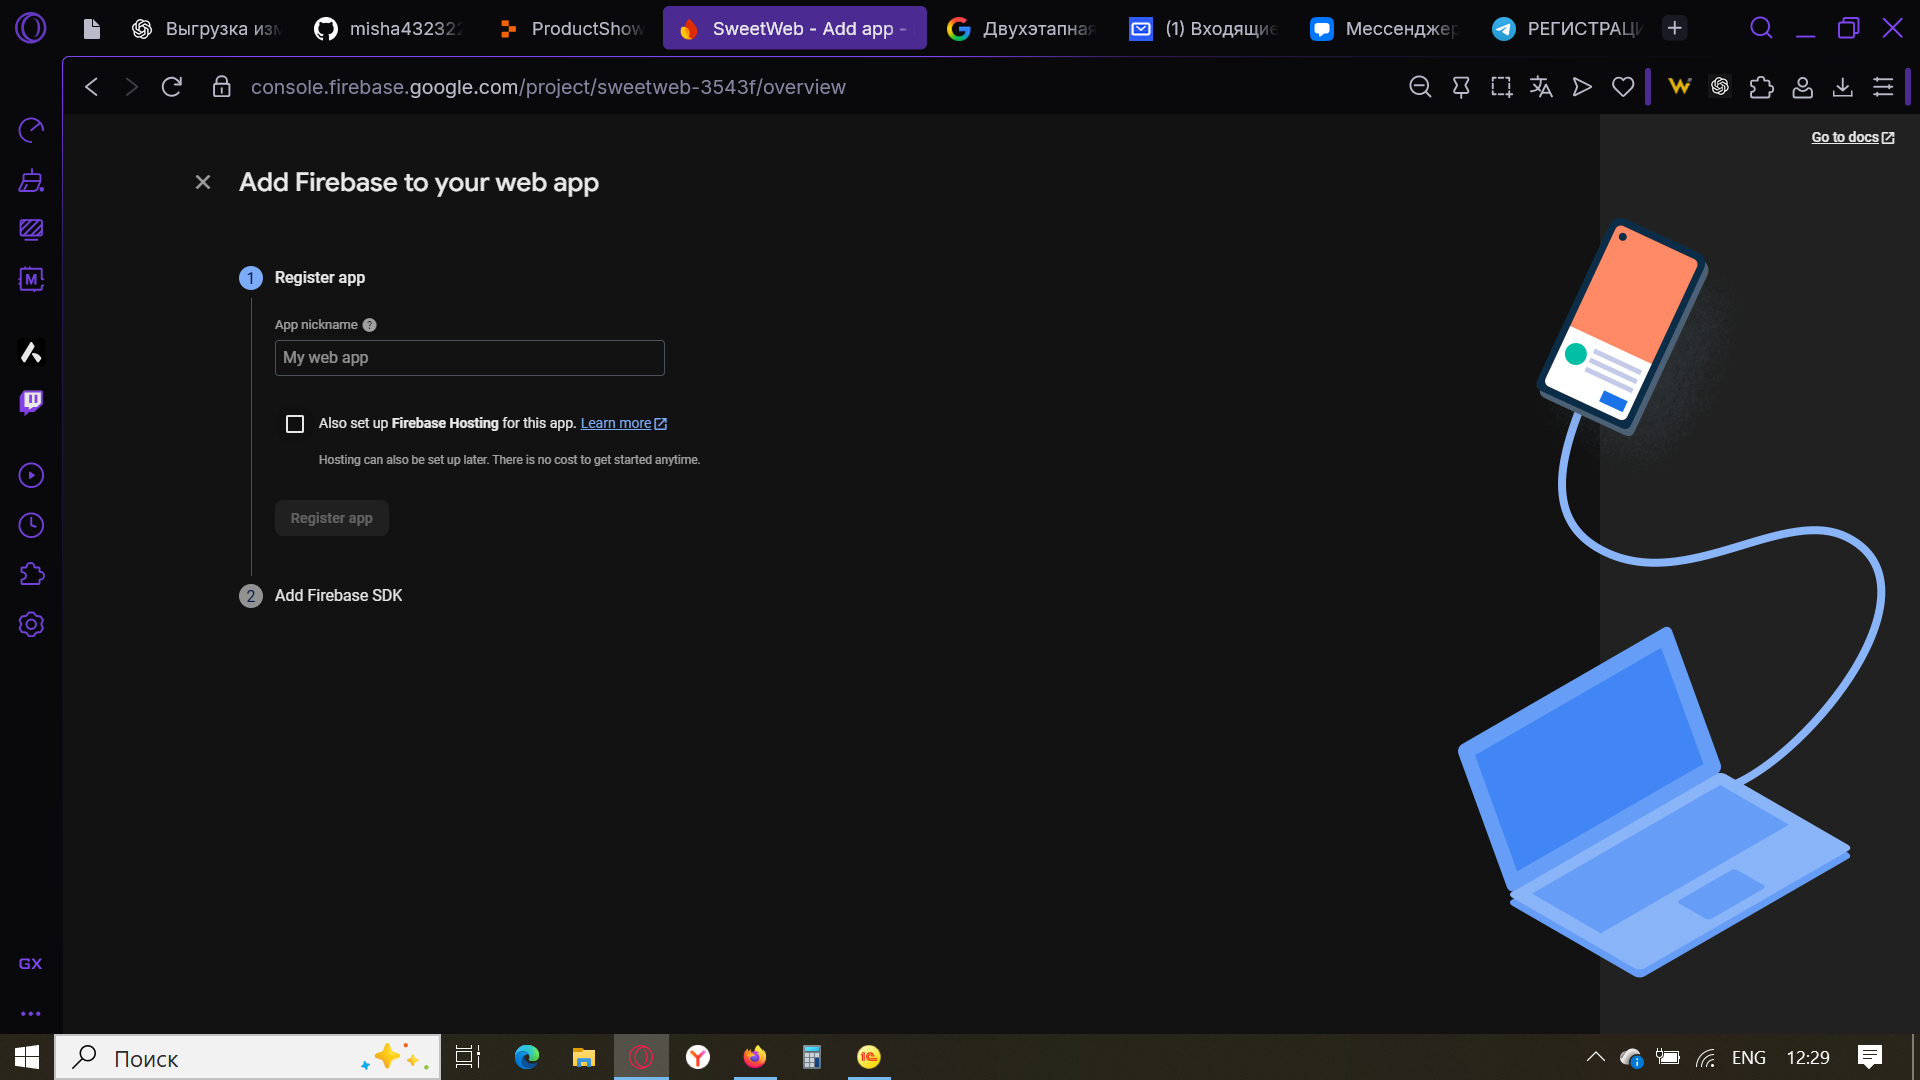 Выгрузка изм
misha432322
ProductShow
SweetWeb - Add app -
Двухэтапная
(1) Входящие
Мессенджер
РЕГИСТРАЦИ
console.firebase.google.com/project/sweetweb-3543f/overview
Go to docs
Add Firebase to your web app
1 Register app
App nickname ?
My web app
Also set up Firebase Hosting for this app. Learn more
Hosting can also be set up later. There is no cost to get started anytime.
Register app
2 Add Firebase SDK
M
GX
Поиск
ENG
12:29